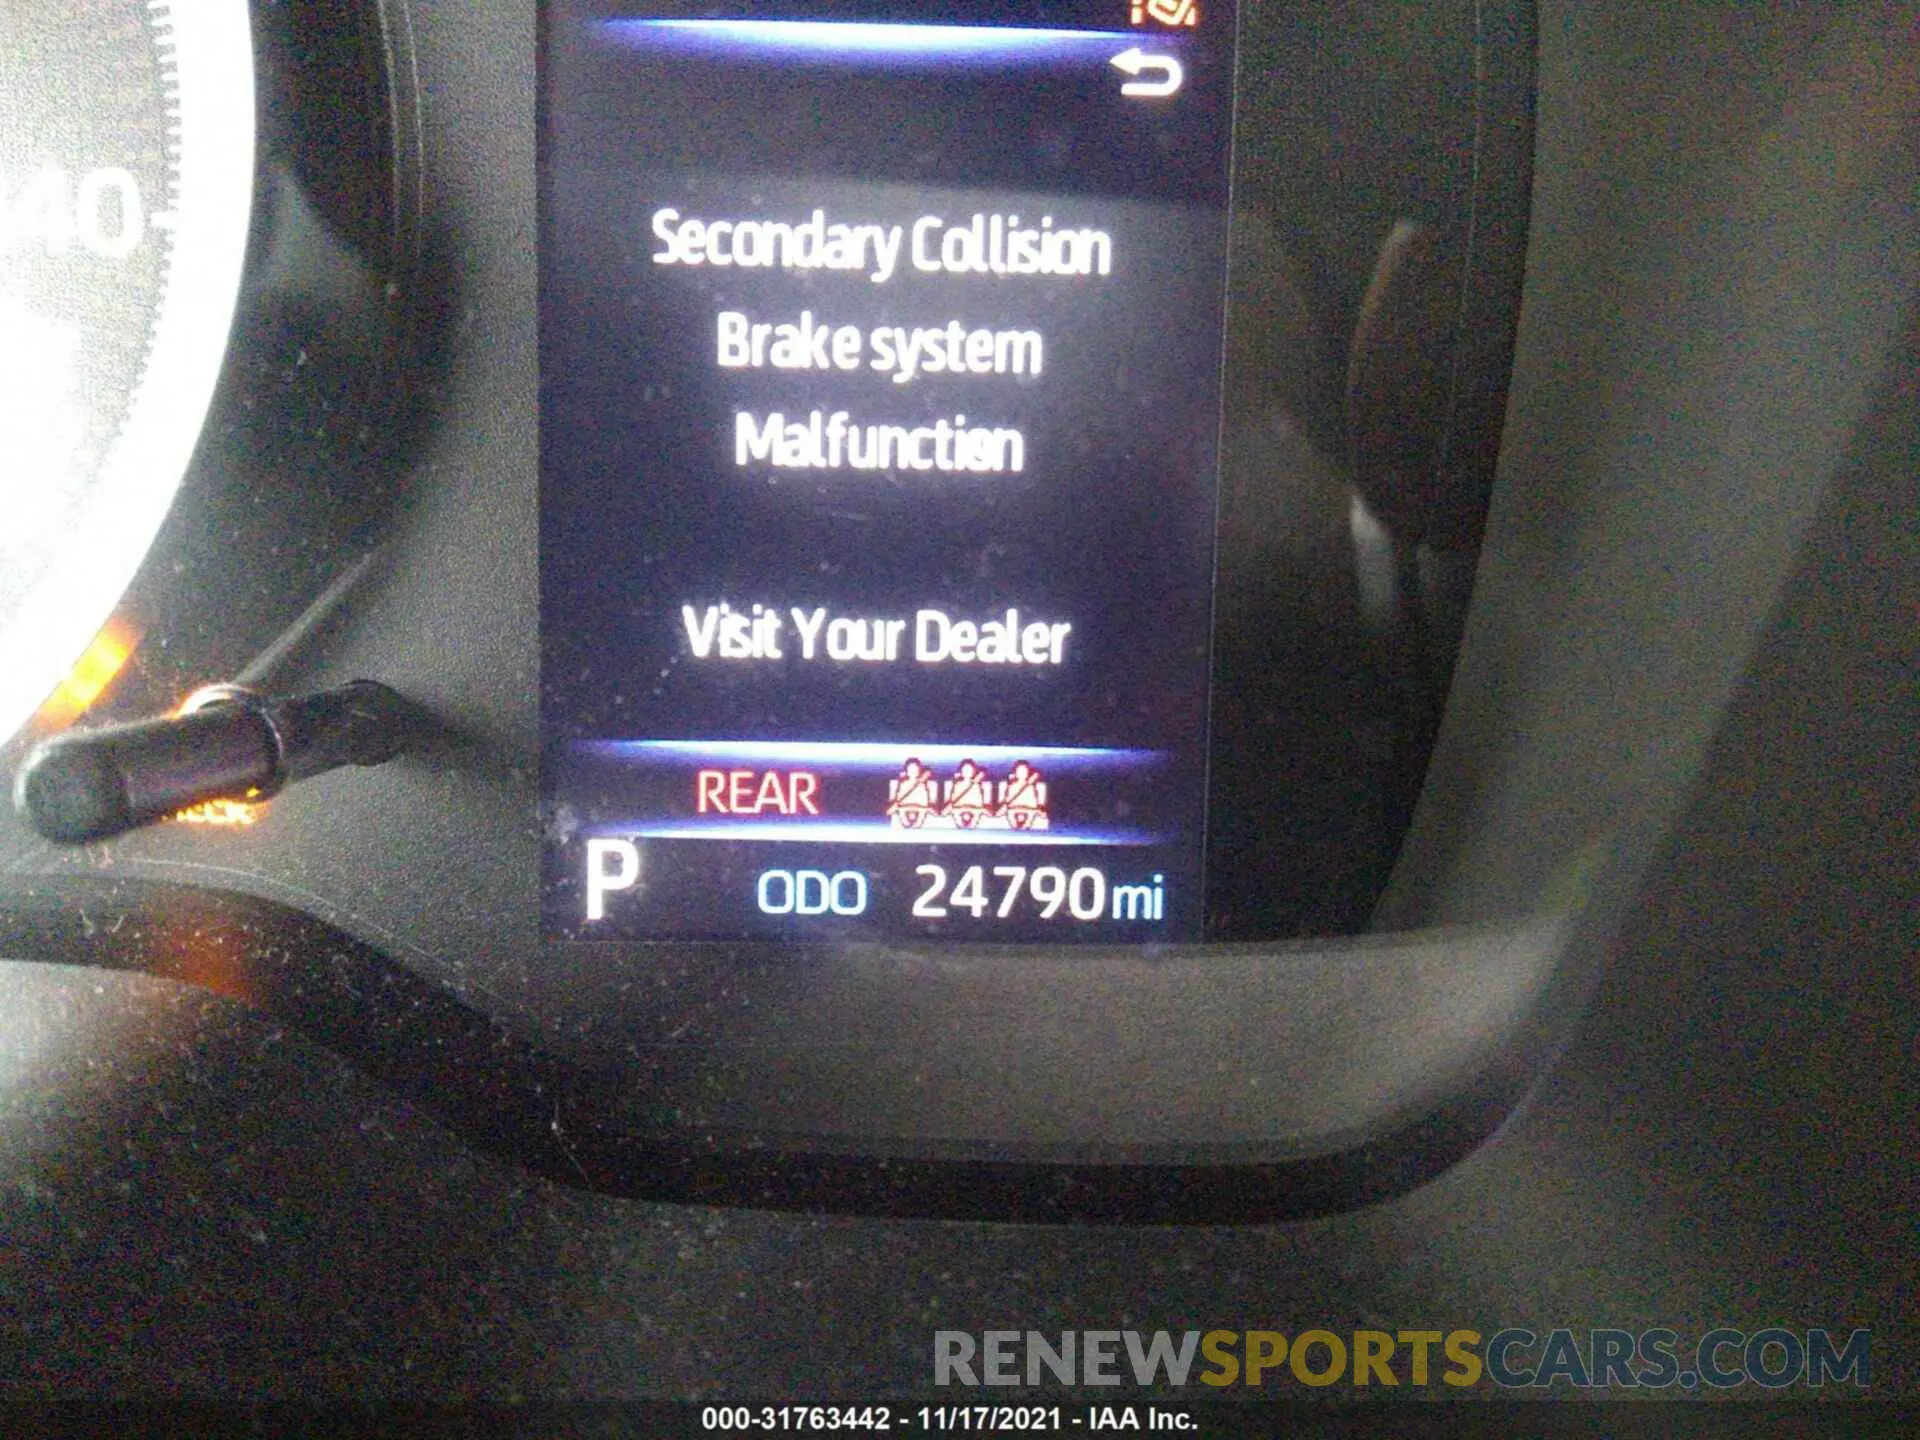 40
Secondary Collision
Brake system
Malfunction
Visit Your Dealer
REAR
P ODO 24790 mi
RENEWSPORTSCARS.COM
000-31763442 - 11/17/2021 - IAA Inc.